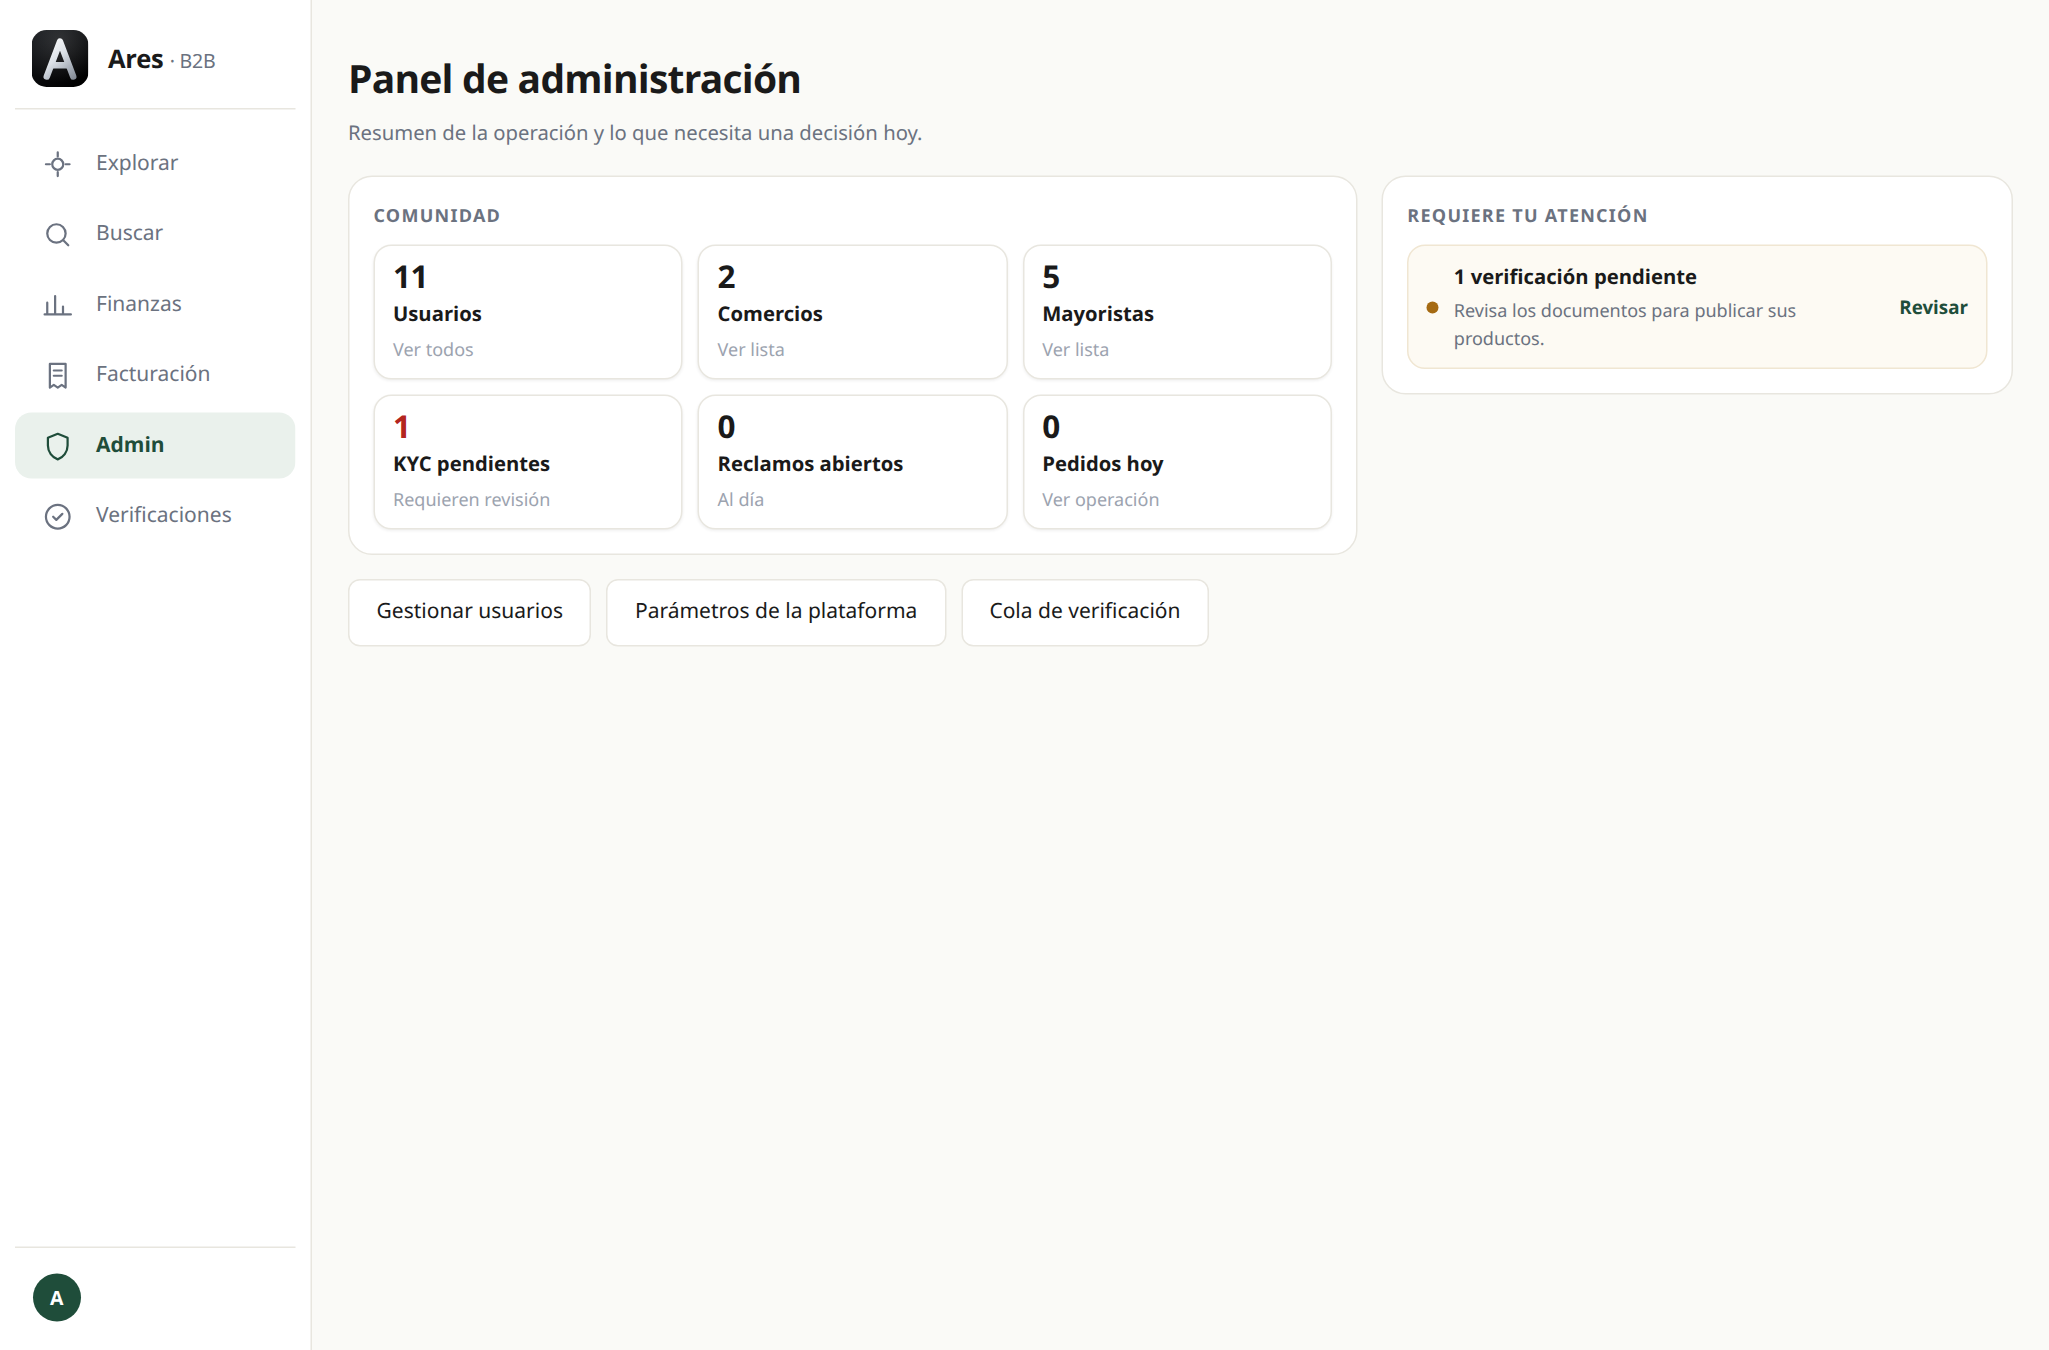 Ares · B2B
Explorar
Buscar
Finanzas
Facturación
Admin
Verificaciones
A
Panel de administración
Resumen de la operación y lo que necesita una decisión hoy.
COMUNIDAD
11
Usuarios
Ver todos
2
Comercios
Ver lista
5
Mayoristas
Ver lista
1
KYC pendientes
Requieren revisión
0
Reclamos abiertos
Al día
0
Pedidos hoy
Ver operación
REQUIERE TU ATENCIÓN
1 verificación pendiente
Revisa los documentos para publicar sus
productos.
Revisar
Gestionar usuarios
Parámetros de la plataforma
Cola de verificación